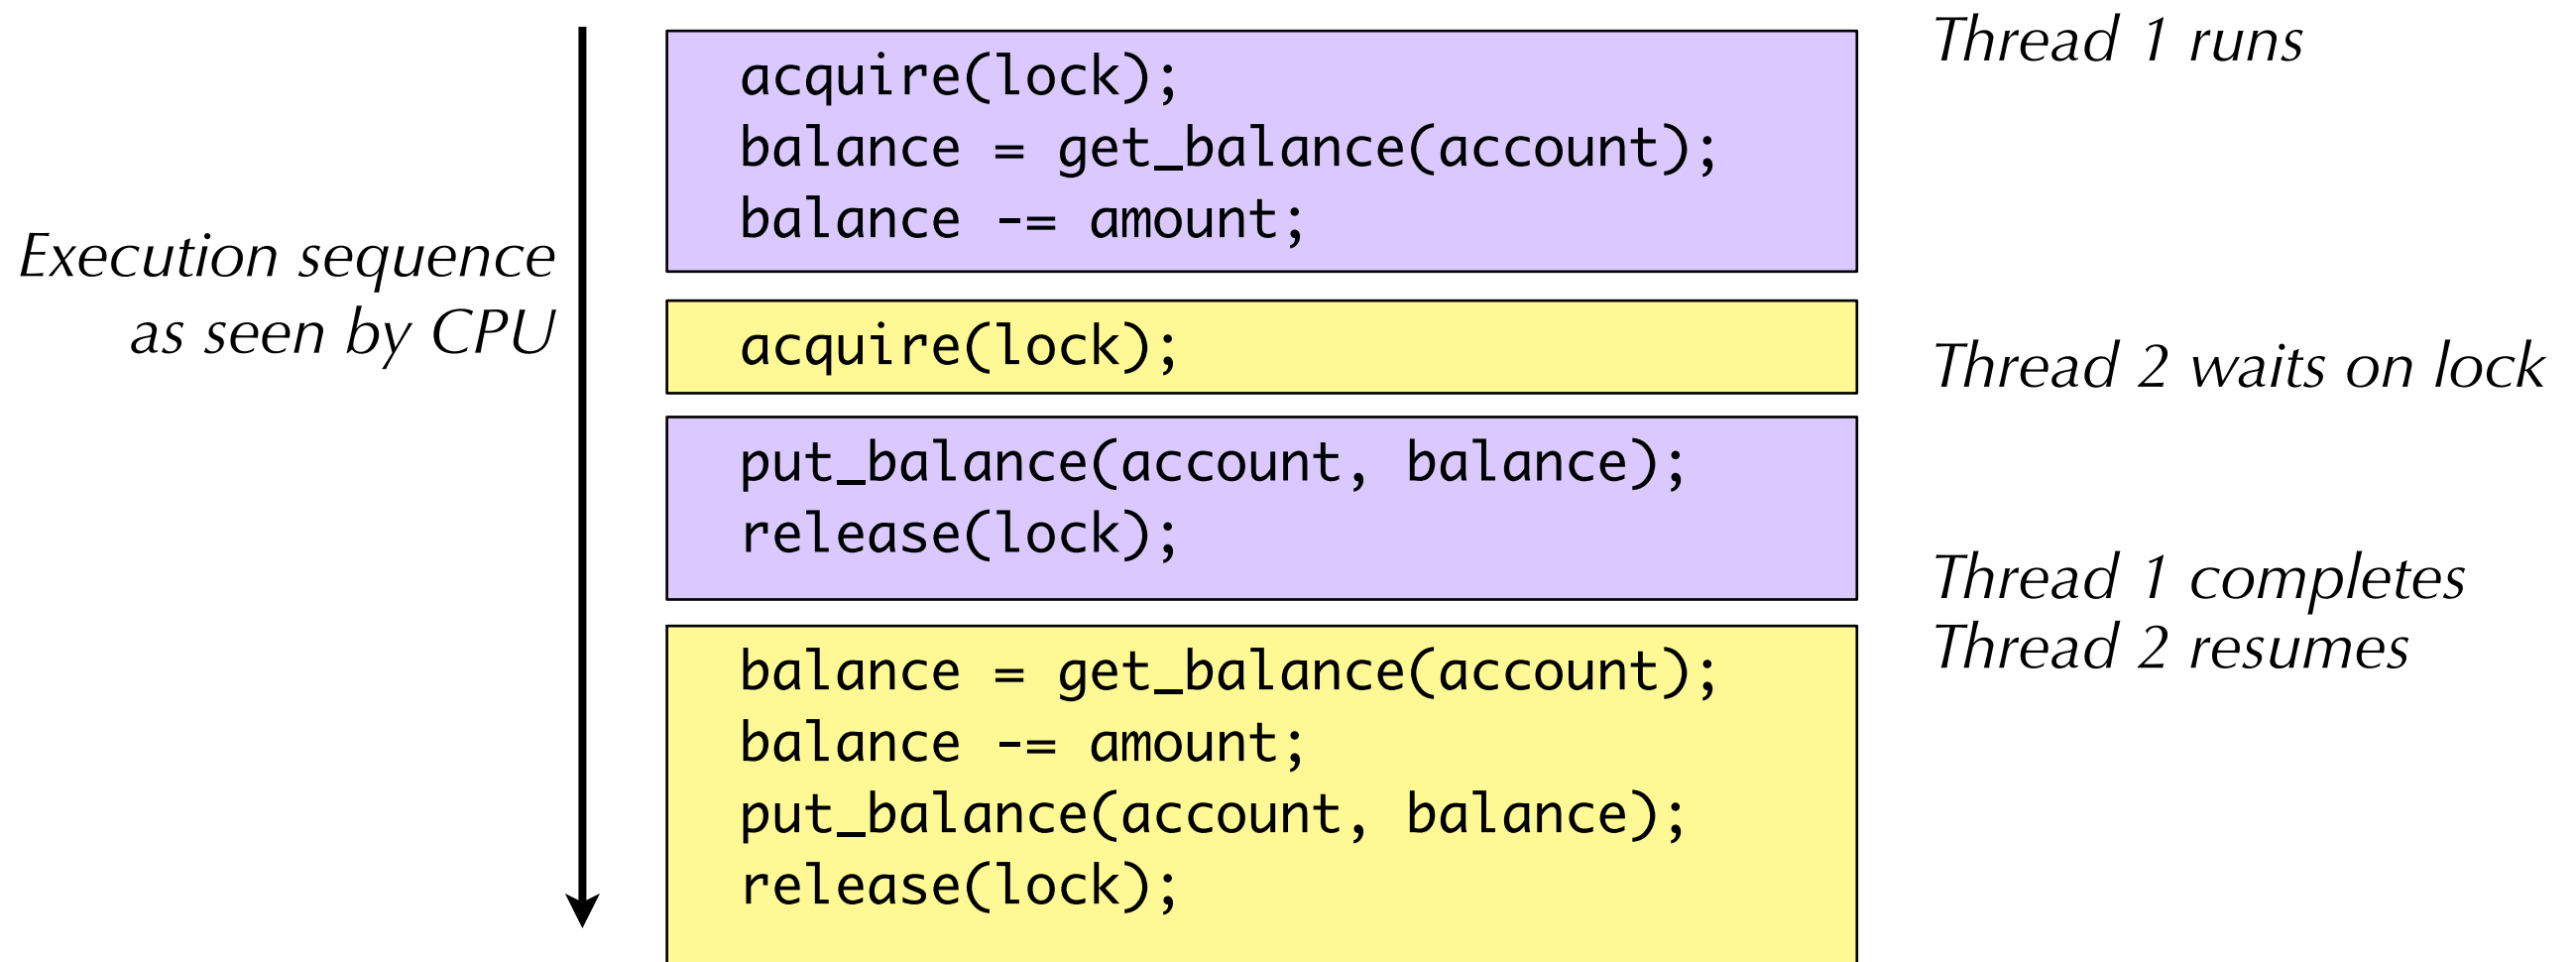 Thread 1 runs
acquire(lock);
balance = get_balance(account);
balance -= amount;
Execution sequence
as seen by CPU
acquire(lock);
Thread 2 waits on lock
put_balance(account, balance);
release(lock);
Thread 1 completes
Thread 2 resumes
balance = get_balance(account);
balance -= amount;
put_balance(account, balance);
release(lock);